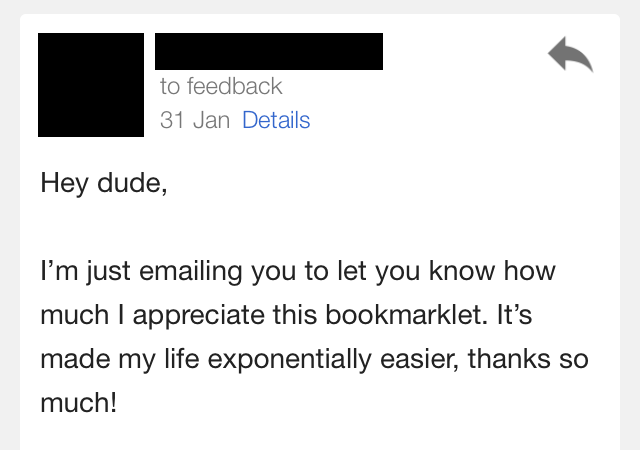 to feedback
31 Jan Details
Hey dude,
I’m just emailing you to let you know how
much I appreciate this bookmarklet. It’s
made my life exponentially easier, thanks so
much!